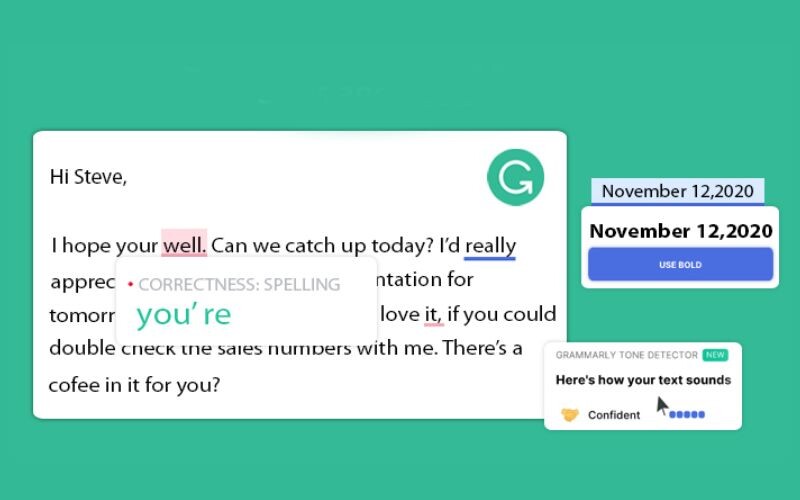 Hi Steve,
I hope your well. Can we catch up today? I'd really
apprec
ntation for
• CORRECTNESS: SPELLING
you're
tomorr
love it, if you could
double check the sales numbers with me. There's a
cofee in it for you?
November 12,2020
November 12,2020
USE BOLD
GRAMMARLY TONE DETECTOR NEW
Here's how your text sounds
Confident